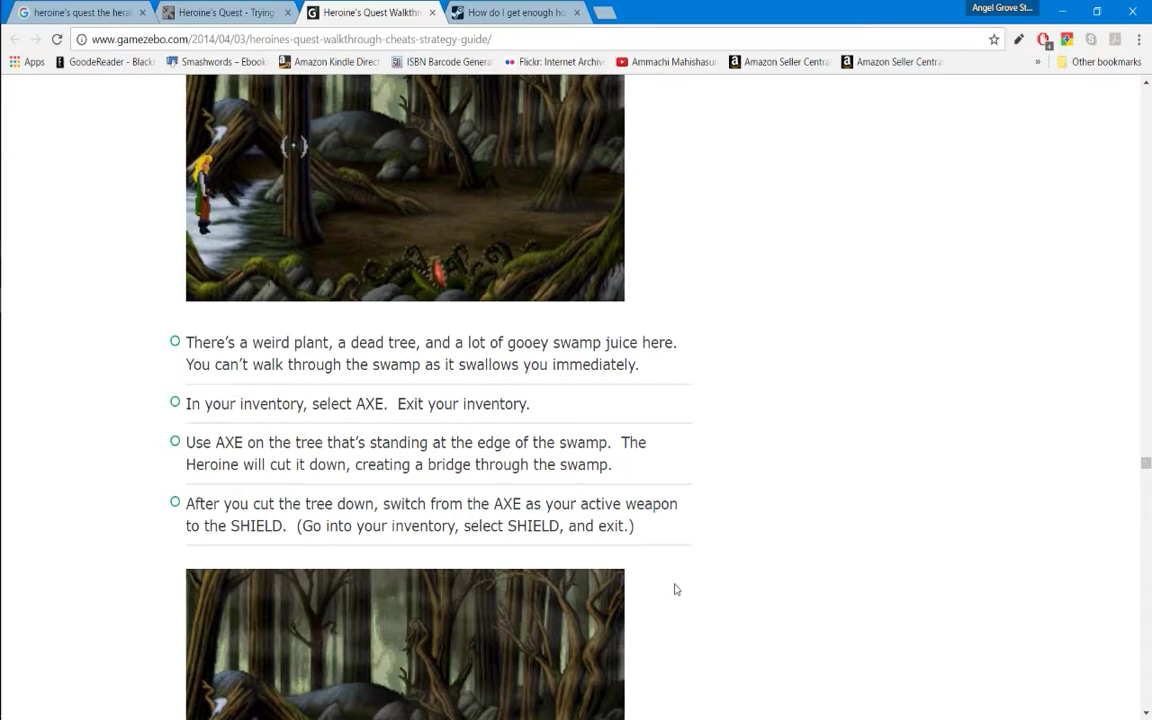 heroine's quest the hera
Heroine's Quest - Trying
Heroine's Quest Walkthr
How do I get enough ho
Angel Grove St...
www.gamezebo.com/2014/04/03/heroines-quest-walkthrough-cheats-strategy-guide/
Apps
GoodeReader - Black
Smashwords – Ebook
Amazon Kindle Direct
ISBN Barcode Genera
Flickr: Internet Archiv
Ammachi Mahishasu
Amazon Seller Centr
Amazon Seller Centr
» Other bookmarks
There's a weird plant, a dead tree, and a lot of gooey swamp juice here.
You can't walk through the swamp as it swallows you immediately.
In your inventory, select AXE.  Exit your inventory.
Use AXE on the tree that's standing at the edge of the swamp.  The
Heroine will cut it down, creating a bridge through the swamp.
After you cut the tree down, switch from the AXE as your active weapon
to the SHIELD.  (Go into your inventory, select SHIELD, and exit.)